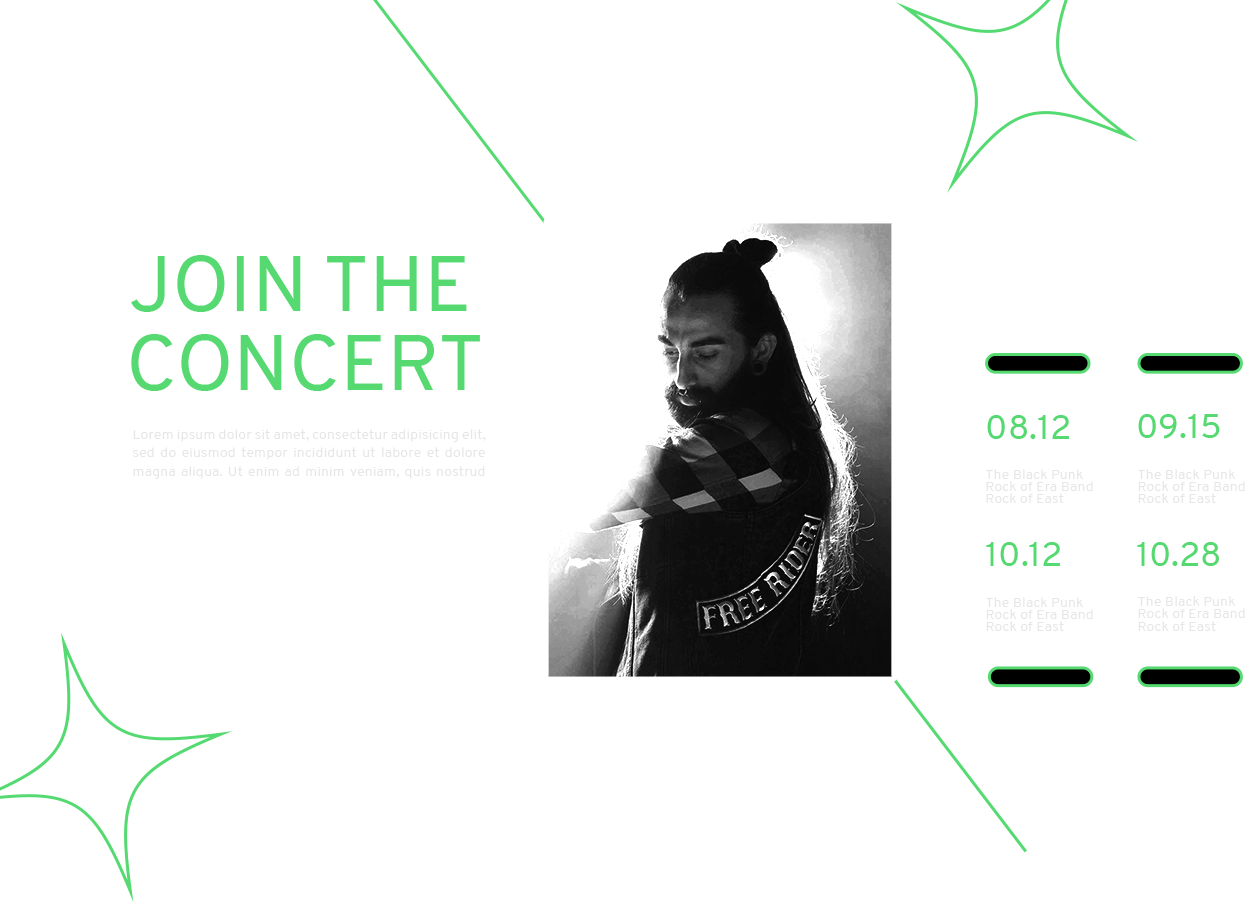 JOIN THE
CONCERT
Lorem ipsum dolor sit amet, consectetur adipisicing elit,
sed do eiusmod tempor incididunt ut labore et dolore
magna aliqua. Ut enim ad minim veniam, quis nostrud
FREE RIDER
08.12
The Black Punk
Rock of Era Band
Rock of East
09.15
The Black Punk
Rock of Era Band
Rock of East
10.12
The Black Punk
Rock of Era Band
Rock of East
10.28
The Black Punk
Rock of Era Band
Rock of East